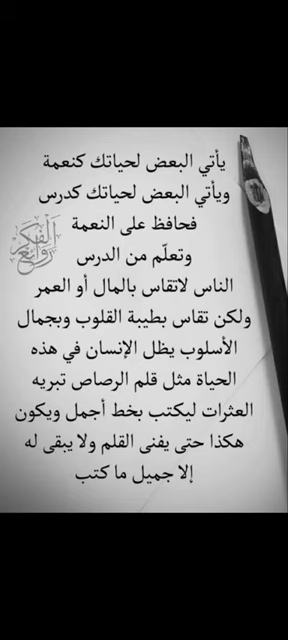 يأتي البعض لحياتك كنعمة
ويأتي البعض لحياتك كدرس
فحافظ على النعمة
وتعلّم من الدرس
الناس لاتقاس بالمال أو العمر
ولكن تقاس بطيبة القلوب وبجمال
الأسلوب يظل الإنسان في هذه
الحياة مثل قلم الرصاص تبريه
العثرات ليكتب بخط أجمل ويكون
هكذا حتى يفنى القلم ولا يبقى له
إلا جميل ما كتب
روائع الفكر